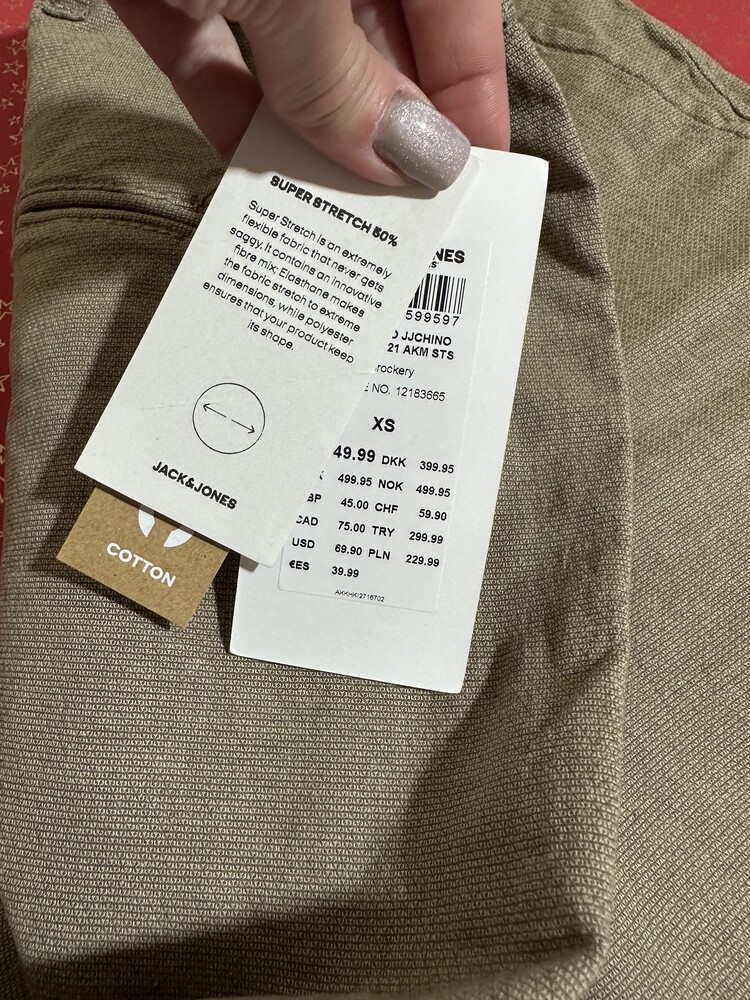 SUPER STRETCH 50%
Super Stretch is an extremely
flexible fabric that never gets
saggy. It contains an innovative
fibre mix: Elasthane makes
the fabric stretch to extreme
dimensions, while polyester
ensures that your product keep
its shape.
JACK&JONES
COTTON
NES
599597
JJCHINO
21 AKM STS
rockery
NO. 12183665
XS
49.99 DKK 399.95
499.95 NOK 499.95
BP 45.00 CHF 59.90
CAD 75.00 TRY 299.99
USD 69.90 PLN 229.99
€ES 39.99